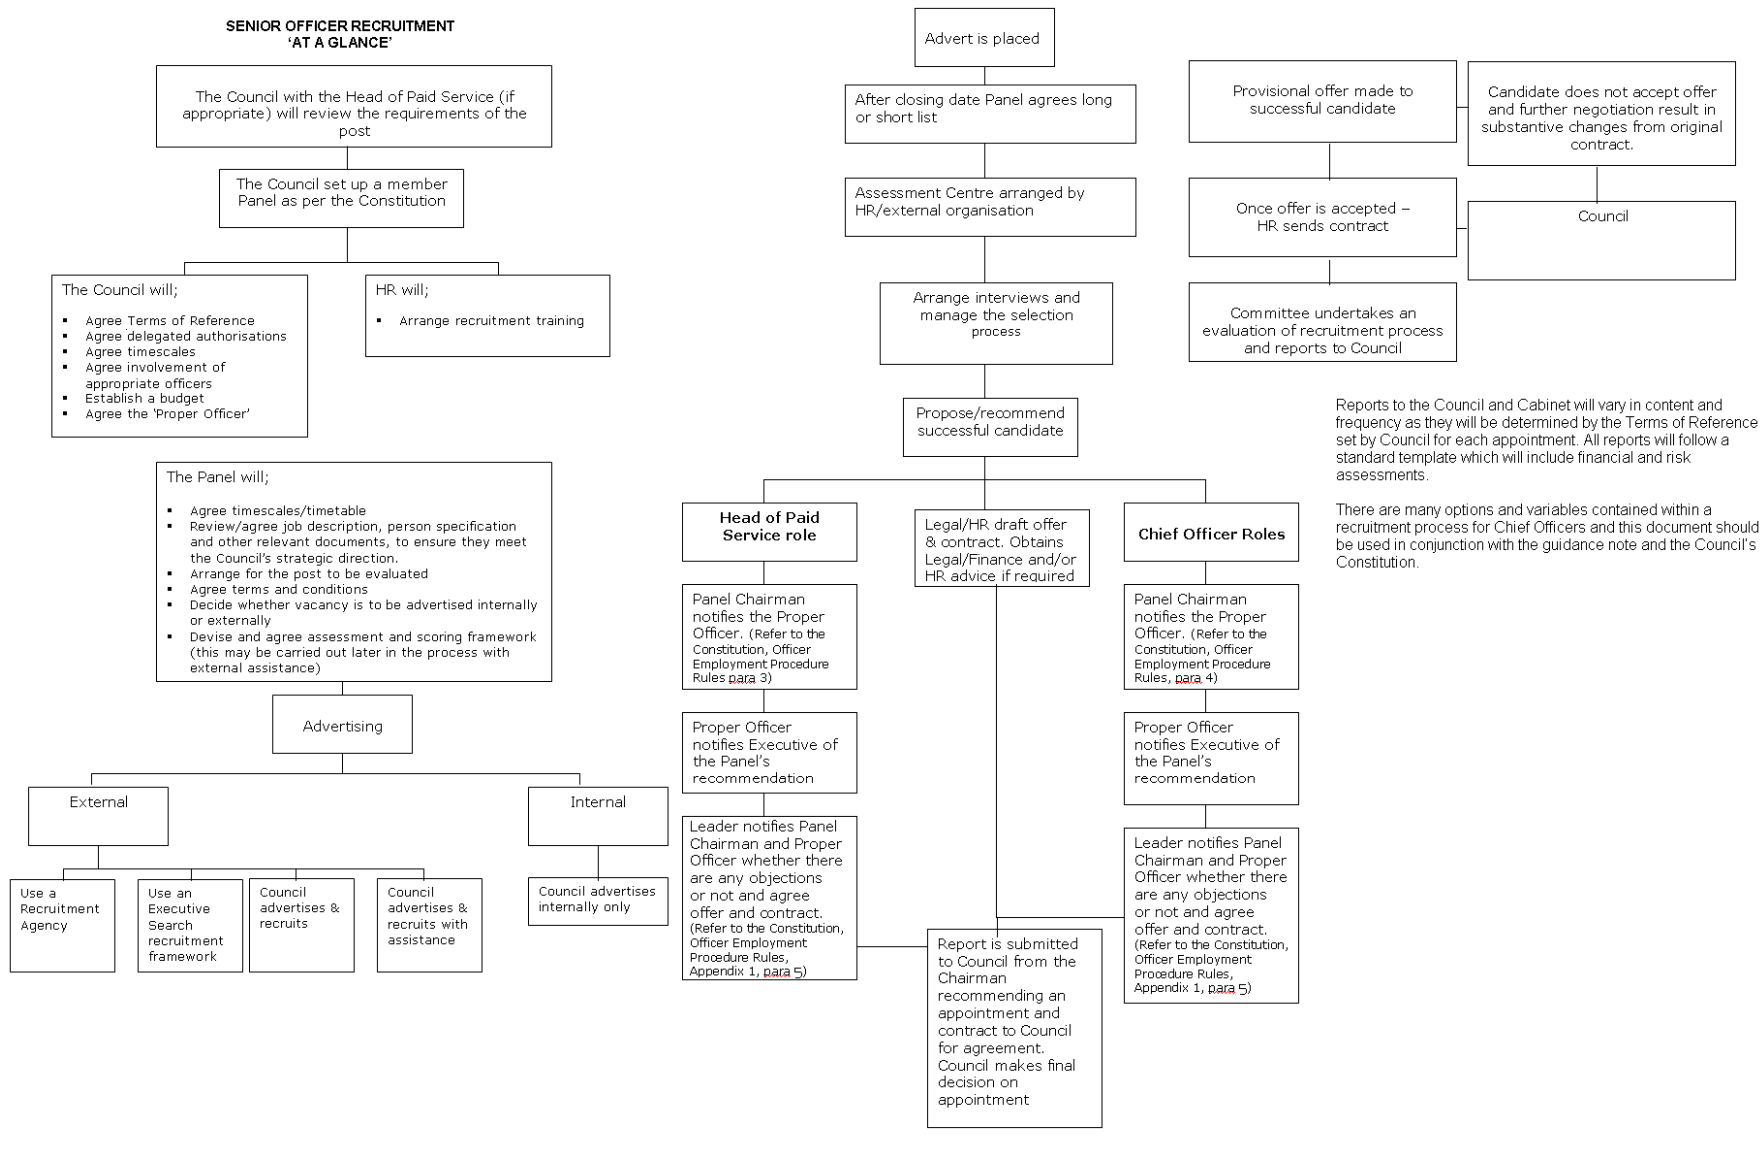 SENIOR OFFICER RECRUITMENT
‘AT A GLANCE’
The Council with the Head of Paid Service (if
appropriate) will review the requirements of the
post
The Council set up a member
Panel as per the Constitution
The Council will;
▪ Agree Terms of Reference
▪ Agree delegated authorisations
▪ Agree timescales
▪ Agree involvement of
appropriate officers
▪ Establish a budget
▪ Agree the ‘Proper Officer’
HR will;
▪ Arrange recruitment training
The Panel will;
▪ Agree timescales/timetable
▪ Review/agree job description, person specification
and other relevant documents, to ensure they meet
the Council’s strategic direction.
▪ Arrange for the post to be evaluated
▪ Agree terms and conditions
▪ Decide whether vacancy is to be advertised internally
or externally
▪ Devise and agree assessment and scoring framework
(this may be carried out later in the process with
external assistance)
Advertising
External
Internal
Use a
Recruitment
Agency
Use an
Executive
Search
recruitment
framework
Council
advertises &
recruits
Council
advertises &
recruits with
assistance
Council advertises
internally only
Advert is placed
After closing date Panel agrees long
or short list
Assessment Centre arranged by
HR/external organisation
Arrange interviews and
manage the selection
process
Propose/recommend
successful candidate
Head of Paid
Service role
Panel Chairman
notifies the Proper
Officer. (Refer to the
Constitution, Officer
Employment Procedure
Rules para 3)
Proper Officer
notifies Executive of
the Panel’s
recommendation
Leader notifies Panel
Chairman and Proper
Officer whether there
are any objections
or not and agree
offer and contract.
(Refer to the Constitution,
Officer Employment
Procedure Rules,
Appendix 1, para 5)
Legal/HR draft offer
& contract. Obtains
Legal/Finance and/or
HR advice if required
Chief Officer Roles
Panel Chairman
notifies the Proper
Officer. (Refer to the
Constitution, Officer
Employment Procedure
Rules, para 4)
Proper Officer
notifies Executive of
the Panel’s
recommendation
Leader notifies Panel
Chairman and Proper
Officer whether there
are any objections
or not and agree
offer and contract.
(Refer to the Constitution,
Officer Employment
Procedure Rules,
Appendix 1, para 5)
Report is submitted
to Council from the
Chairman
recommending an
appointment and
contract to Council
for agreement.
Council makes final
decision on
appointment
Provisional offer made to
successful candidate
Candidate does not accept offer
and further negotiation result in
substantive changes from original
contract.
Once offer is accepted –
HR sends contract
Council
Committee undertakes an
evaluation of recruitment process
and reports to Council
Reports to the Council and Cabinet will vary in content and
frequency as they will be determined by the Terms of Reference
set by Council for each appointment. All reports will follow a
standard template which will include financial and risk
assessments.
There are many options and variables contained within a
recruitment process for Chief Officers and this document should
be used in conjunction with the guidance note and the Council's
Constitution.